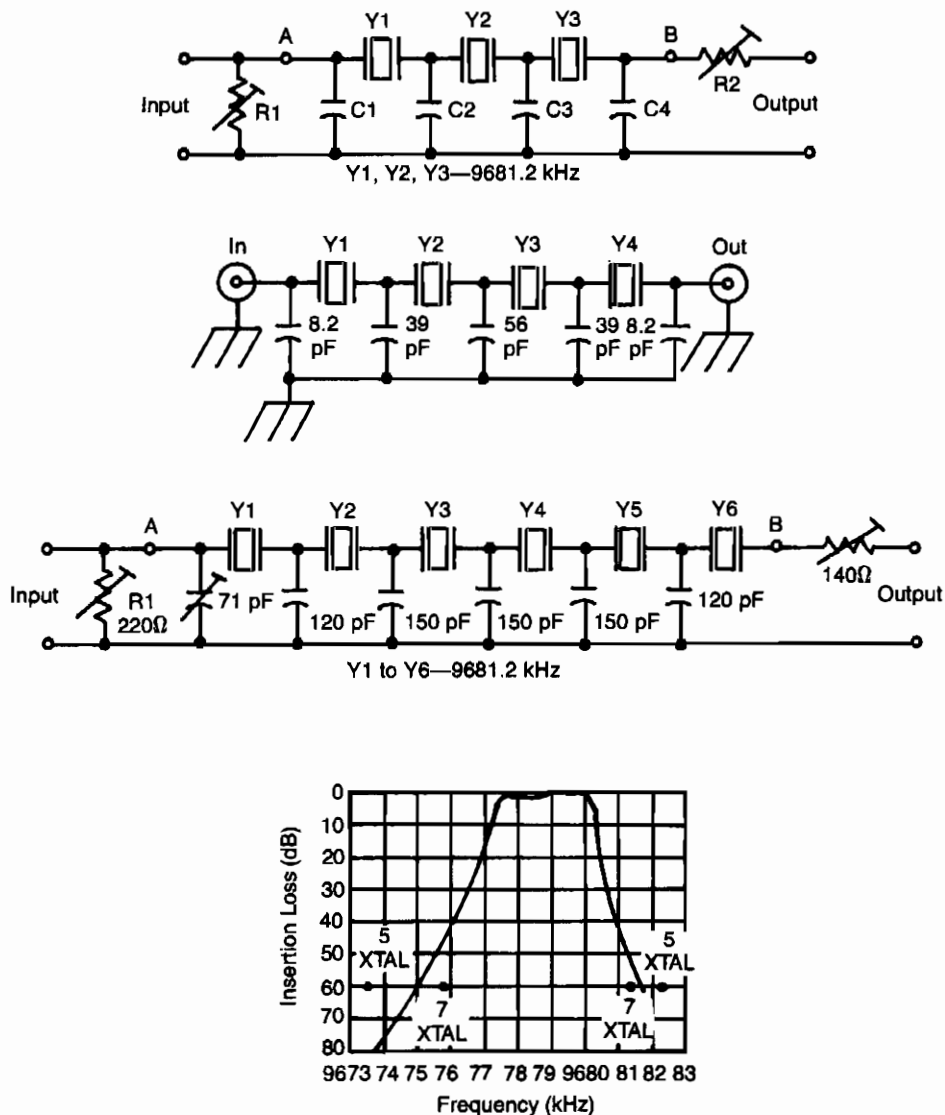 Y1 Y2 Y3
A B
Input R1 C1 C2 C3 C4 R2 Output
Y1, Y2, Y3—9681.2 kHz
In Y1 Y2 Y3 Y4 Out
8.2 pF 39 pF 56 pF 39 pF 8.2 pF
Y1 Y2 Y3 Y4 Y5 Y6
A B
Input R1 220Ω 71 pF 120 pF 150 pF 150 pF 150 pF 120 pF 140Ω Output
Y1 to Y6—9681.2 kHz
Insertion Loss (dB)
0
10
20
30
40
50
60
70
80
5 XTAL
5 XTAL
7 XTAL
7 XTAL
9673 74 75 76 77 78 79 9680 81 82 83
Frequency (kHz)